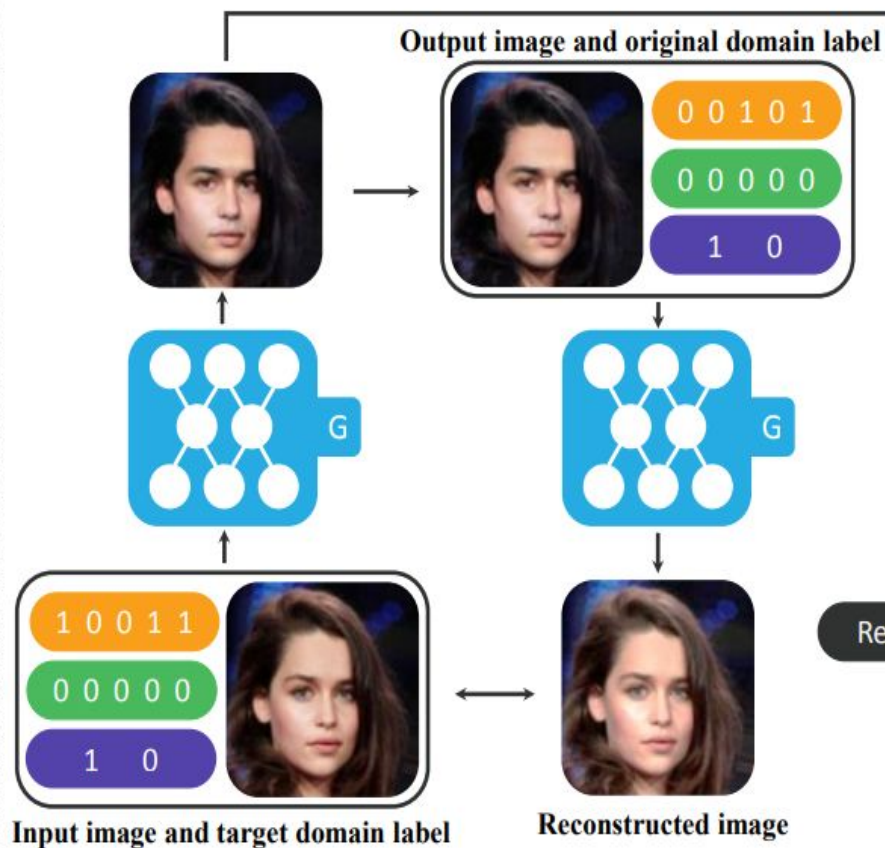 Output image and original domain label
0 0 1 0 1
0 0 0 0 0
1 0
G
G
1 0 0 1 1
0 0 0 0 0
1 0
Re
Input image and target domain label
Reconstructed image